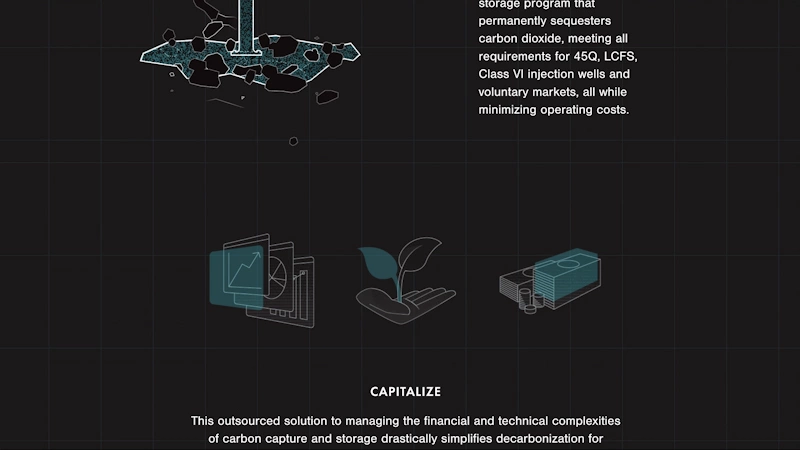 storage program that
permanently sequesters
carbon dioxide, meeting all
requirements for 45Q, LCFS,
Class VI injection wells and
voluntary markets, all while
minimizing operating costs.
CAPITALIZE
This outsourced solution to managing the financial and technical complexities
of carbon capture and storage drastically simplifies decarbonization for